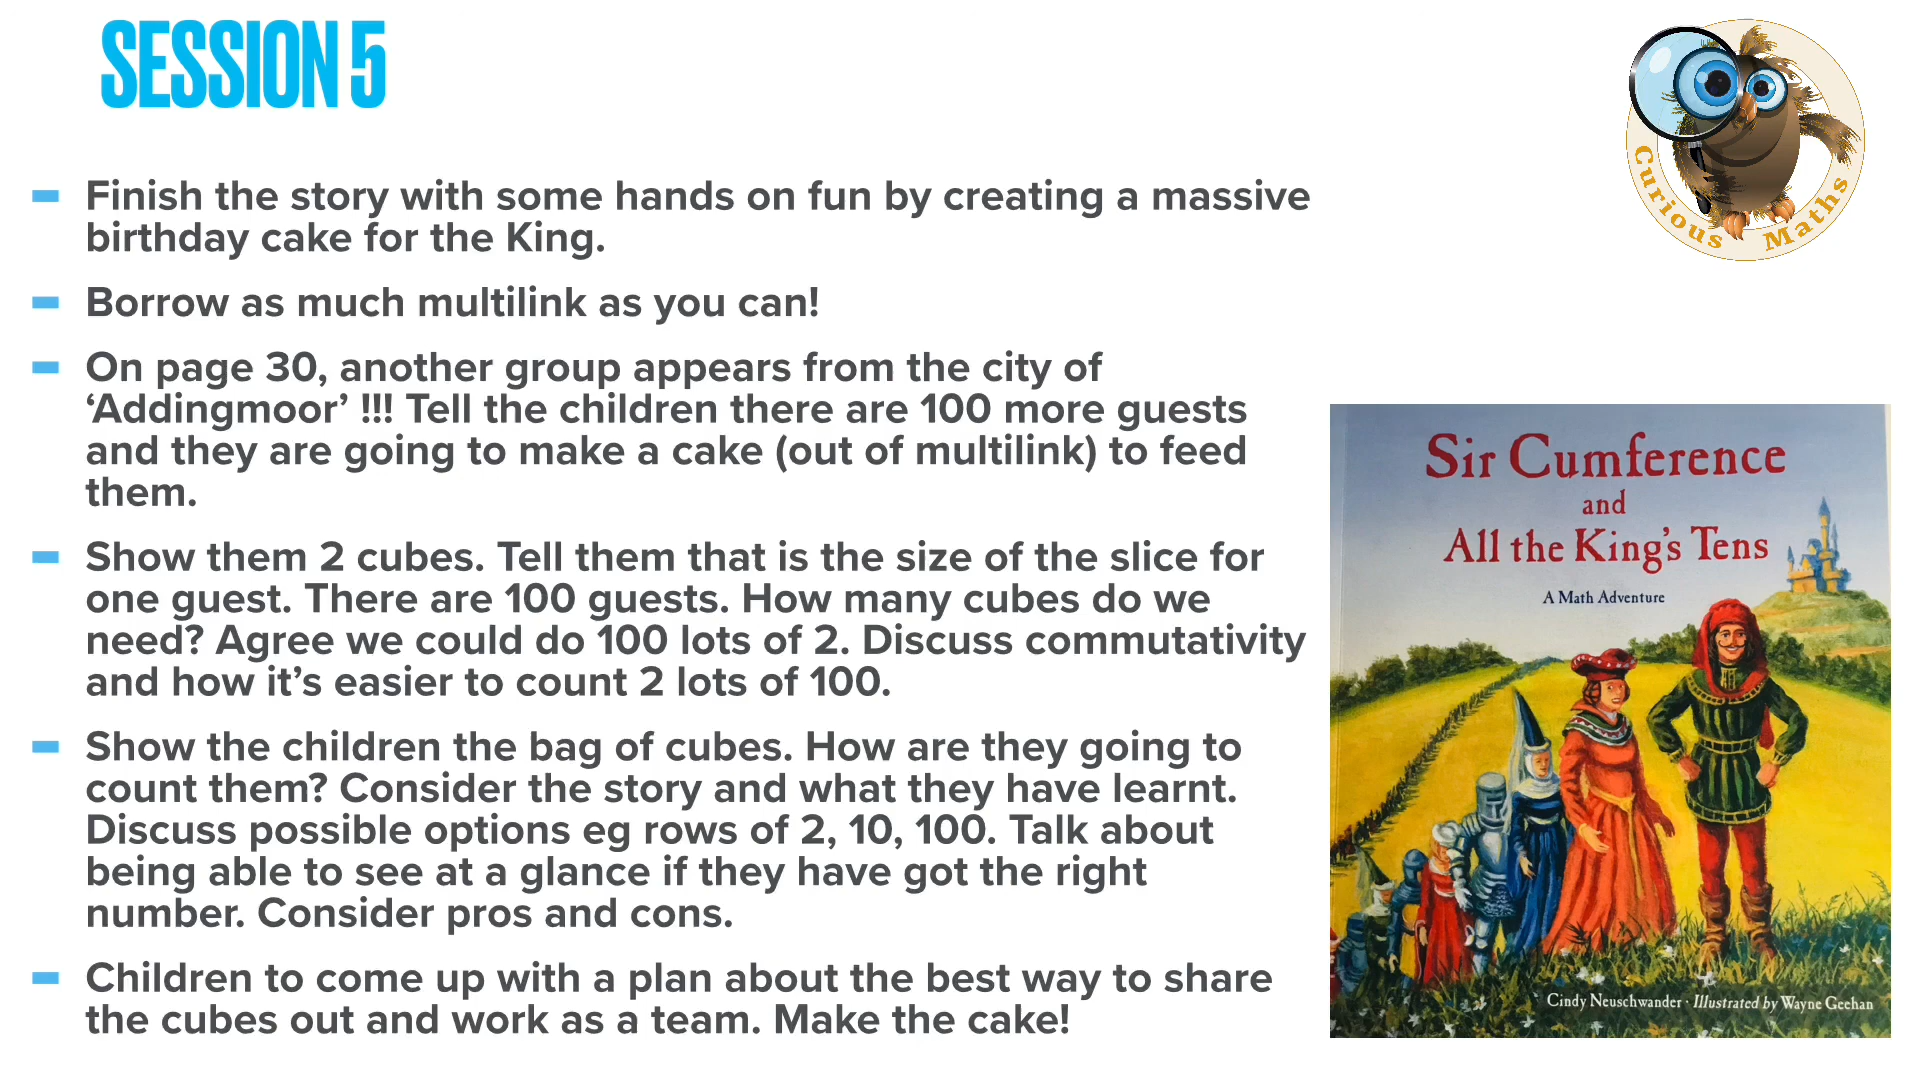 SESSION 5
Curious Maths
Finish the story with some hands on fun by creating a massive
birthday cake for the King.
Borrow as much multilink as you can!
On page 30, another group appears from the city of
‘Addingmoor’ !!! Tell the children there are 100 more guests
and they are going to make a cake (out of multilink) to feed
them.
Show them 2 cubes. Tell them that is the size of the slice for
one guest. There are 100 guests. How many cubes do we
need? Agree we could do 100 lots of 2. Discuss commutativity
and how it’s easier to count 2 lots of 100.
Show the children the bag of cubes. How are they going to
count them? Consider the story and what they have learnt.
Discuss possible options eg rows of 2, 10, 100. Talk about
being able to see at a glance if they have got the right
number. Consider pros and cons.
Children to come up with a plan about the best way to share
the cubes out and work as a team. Make the cake!
Sir Cumference
and
All the King's Tens
A Math Adventure
Cindy Neuschwander · Illustrated by Wayne Geehan